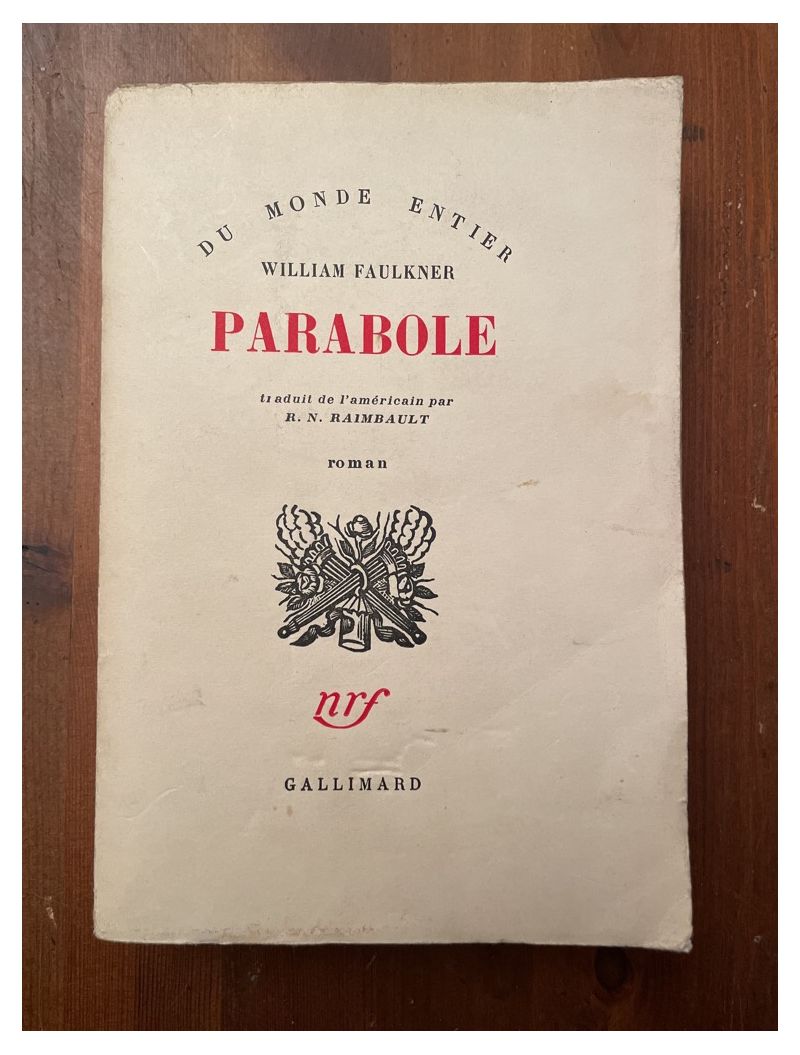 DU MONDE ENTIER
WILLIAM FAULKNER
PARABOLE
traduit de l'américain par
R. N. RAIMBAULT
roman
nrf
GALLIMARD